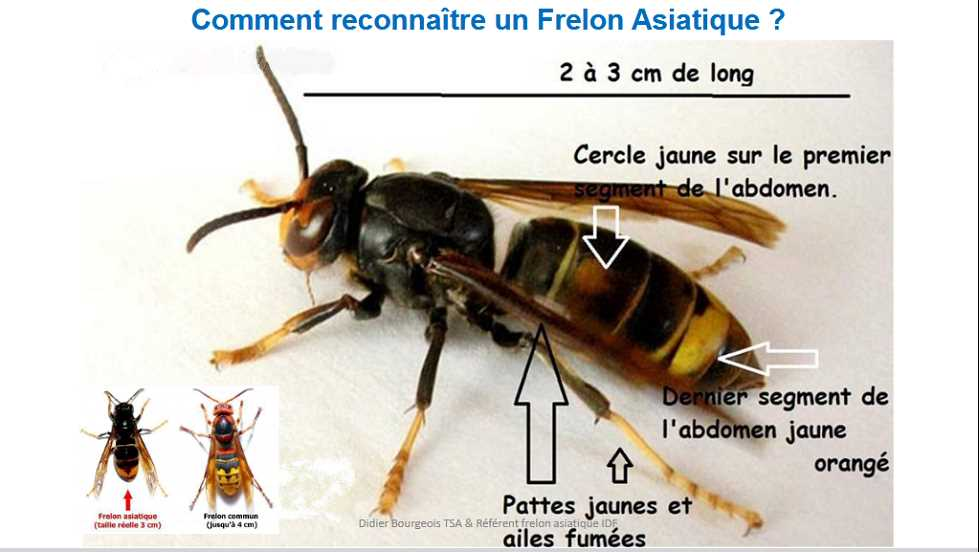 Comment reconnaître un Frelon Asiatique ?
2 à 3 cm de long
Cercle jaune sur le premier
segment de l'abdomen.
Dernier segment de
l'abdomen jaune
orangé
Pattes jaunes et
ailes fumées
Frelon asiatique
(taille réelle 3 cm)
Frelon commun
(jusqu'à 4 cm)
Didier Bourgeois TSA & Référent frelon asiatique IDF